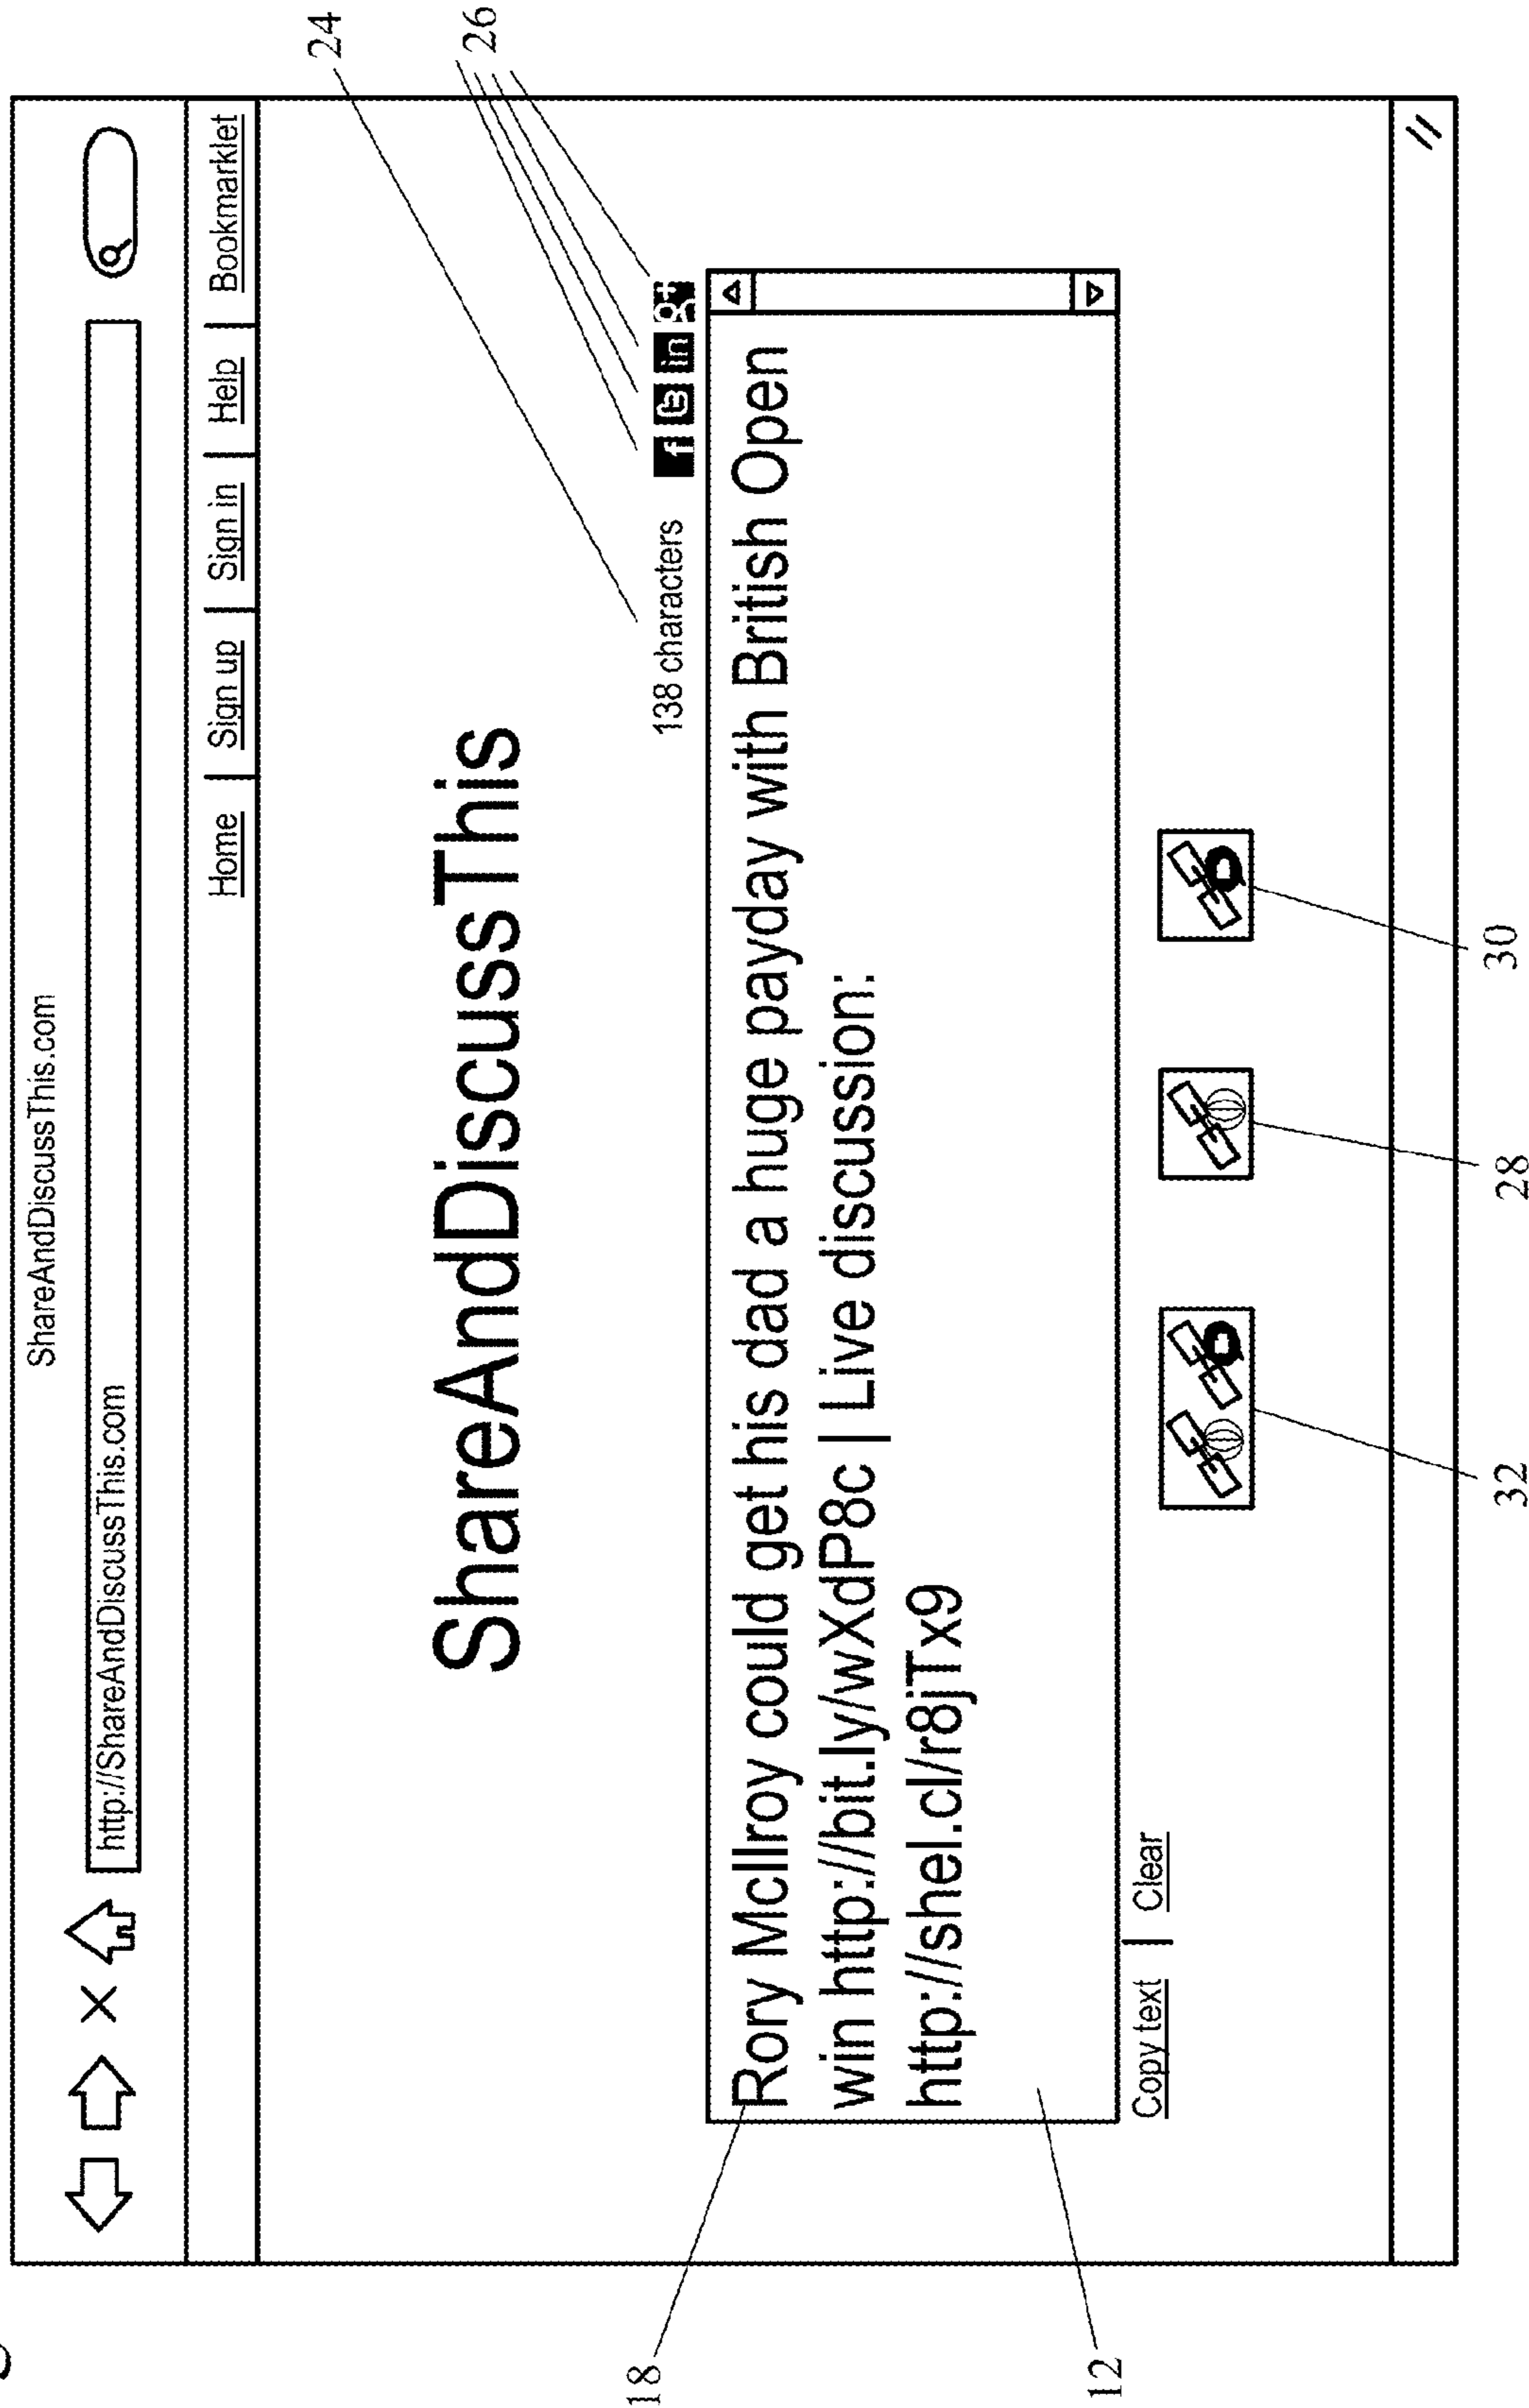 ShareAndDiscussThis.com
http://ShareAndDiscussThis.com
Home | Sign up | Sign in | Help | Bookmarklet
24
ShareAndDiscussThis
26
138 characters f t in g+
18
Rory McIlroy could get his dad a huge payday with British Open
win http://bit.ly/wXdP8c | Live discussion:
http://shel.cl/r8jTx9
12
Copy text | Clear
32
28
30